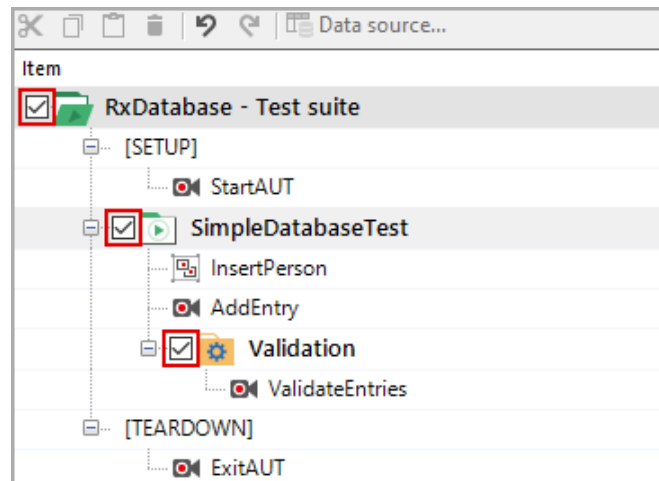 Data source...
Item
RxDatabase - Test suite
[SETUP]
StartAUT
SimpleDatabaseTest
InsertPerson
AddEntry
Validation
ValidateEntries
[TEARDOWN]
ExitAUT